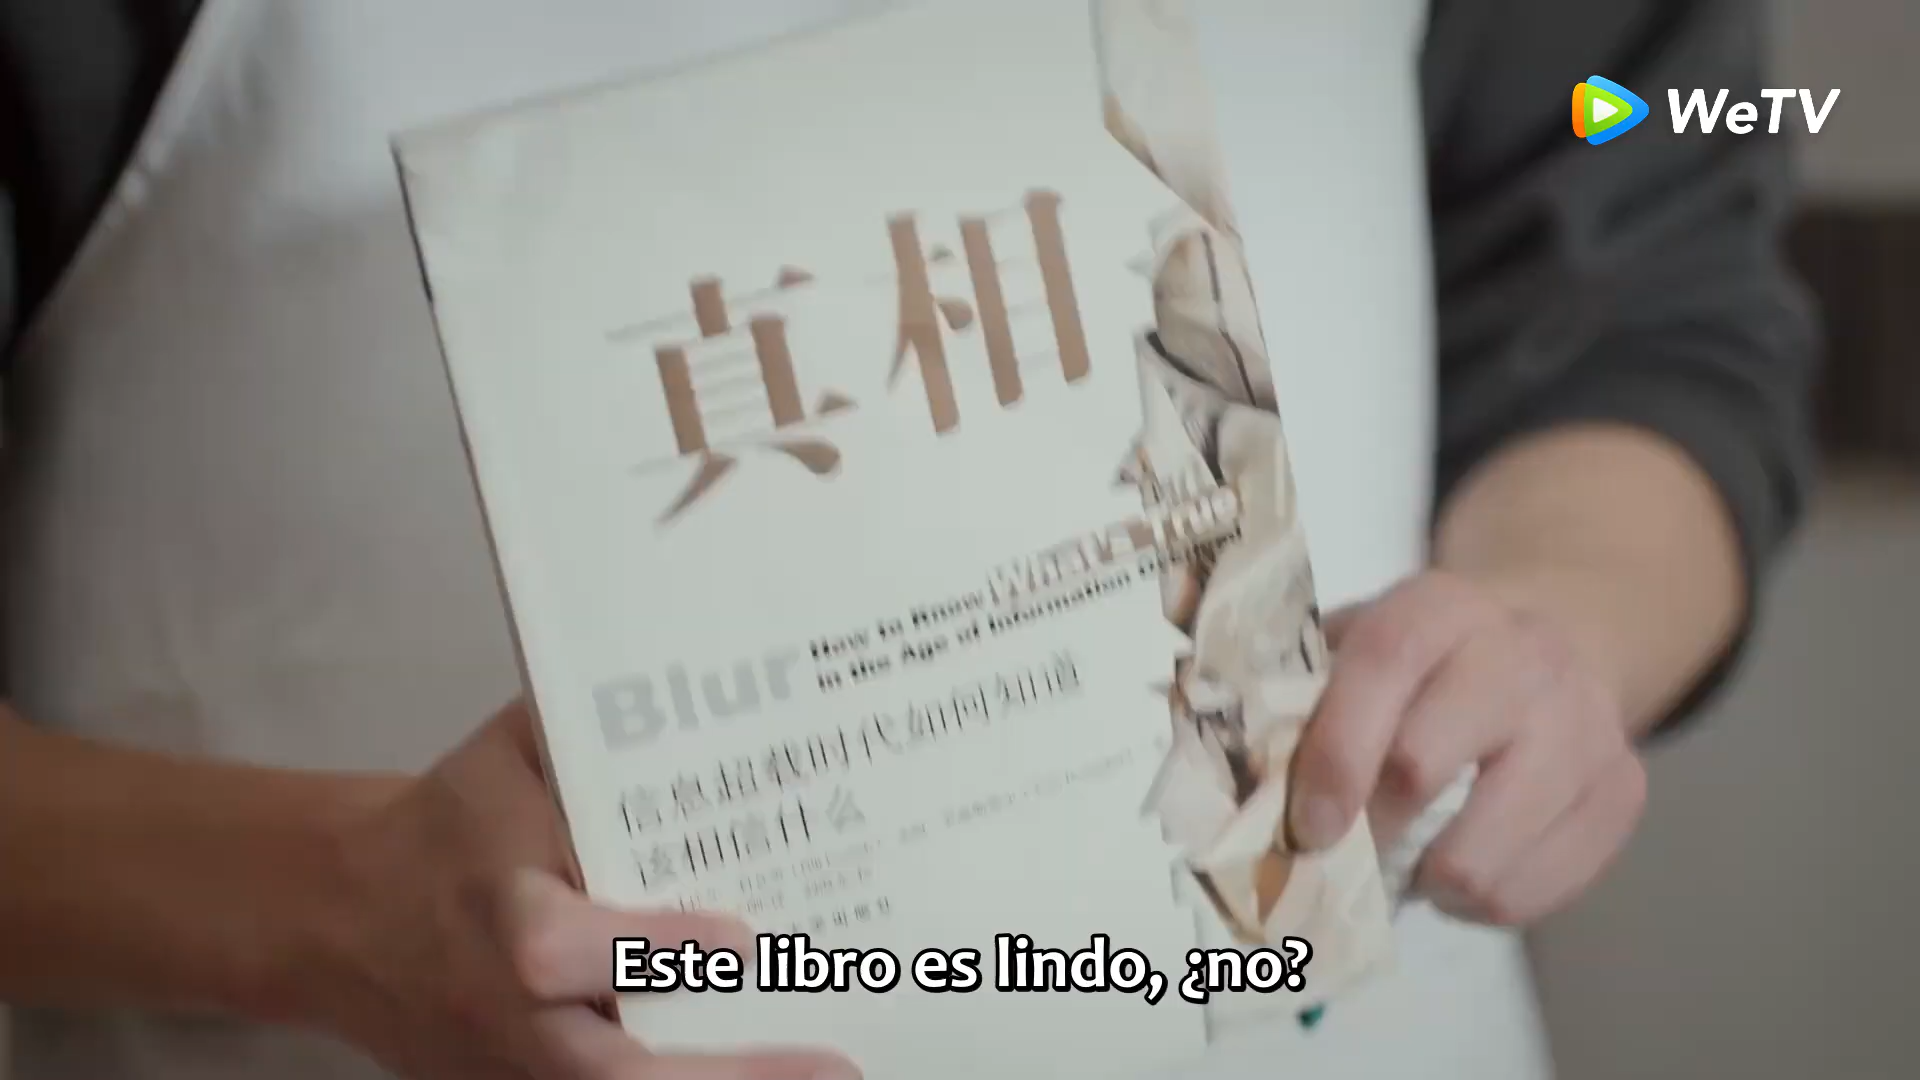 WeTV
真相
Blur
How to Know What's True
in the Age of Information
信息超载时代如何知道
该相信什么
Este libro es lindo, ¿no?